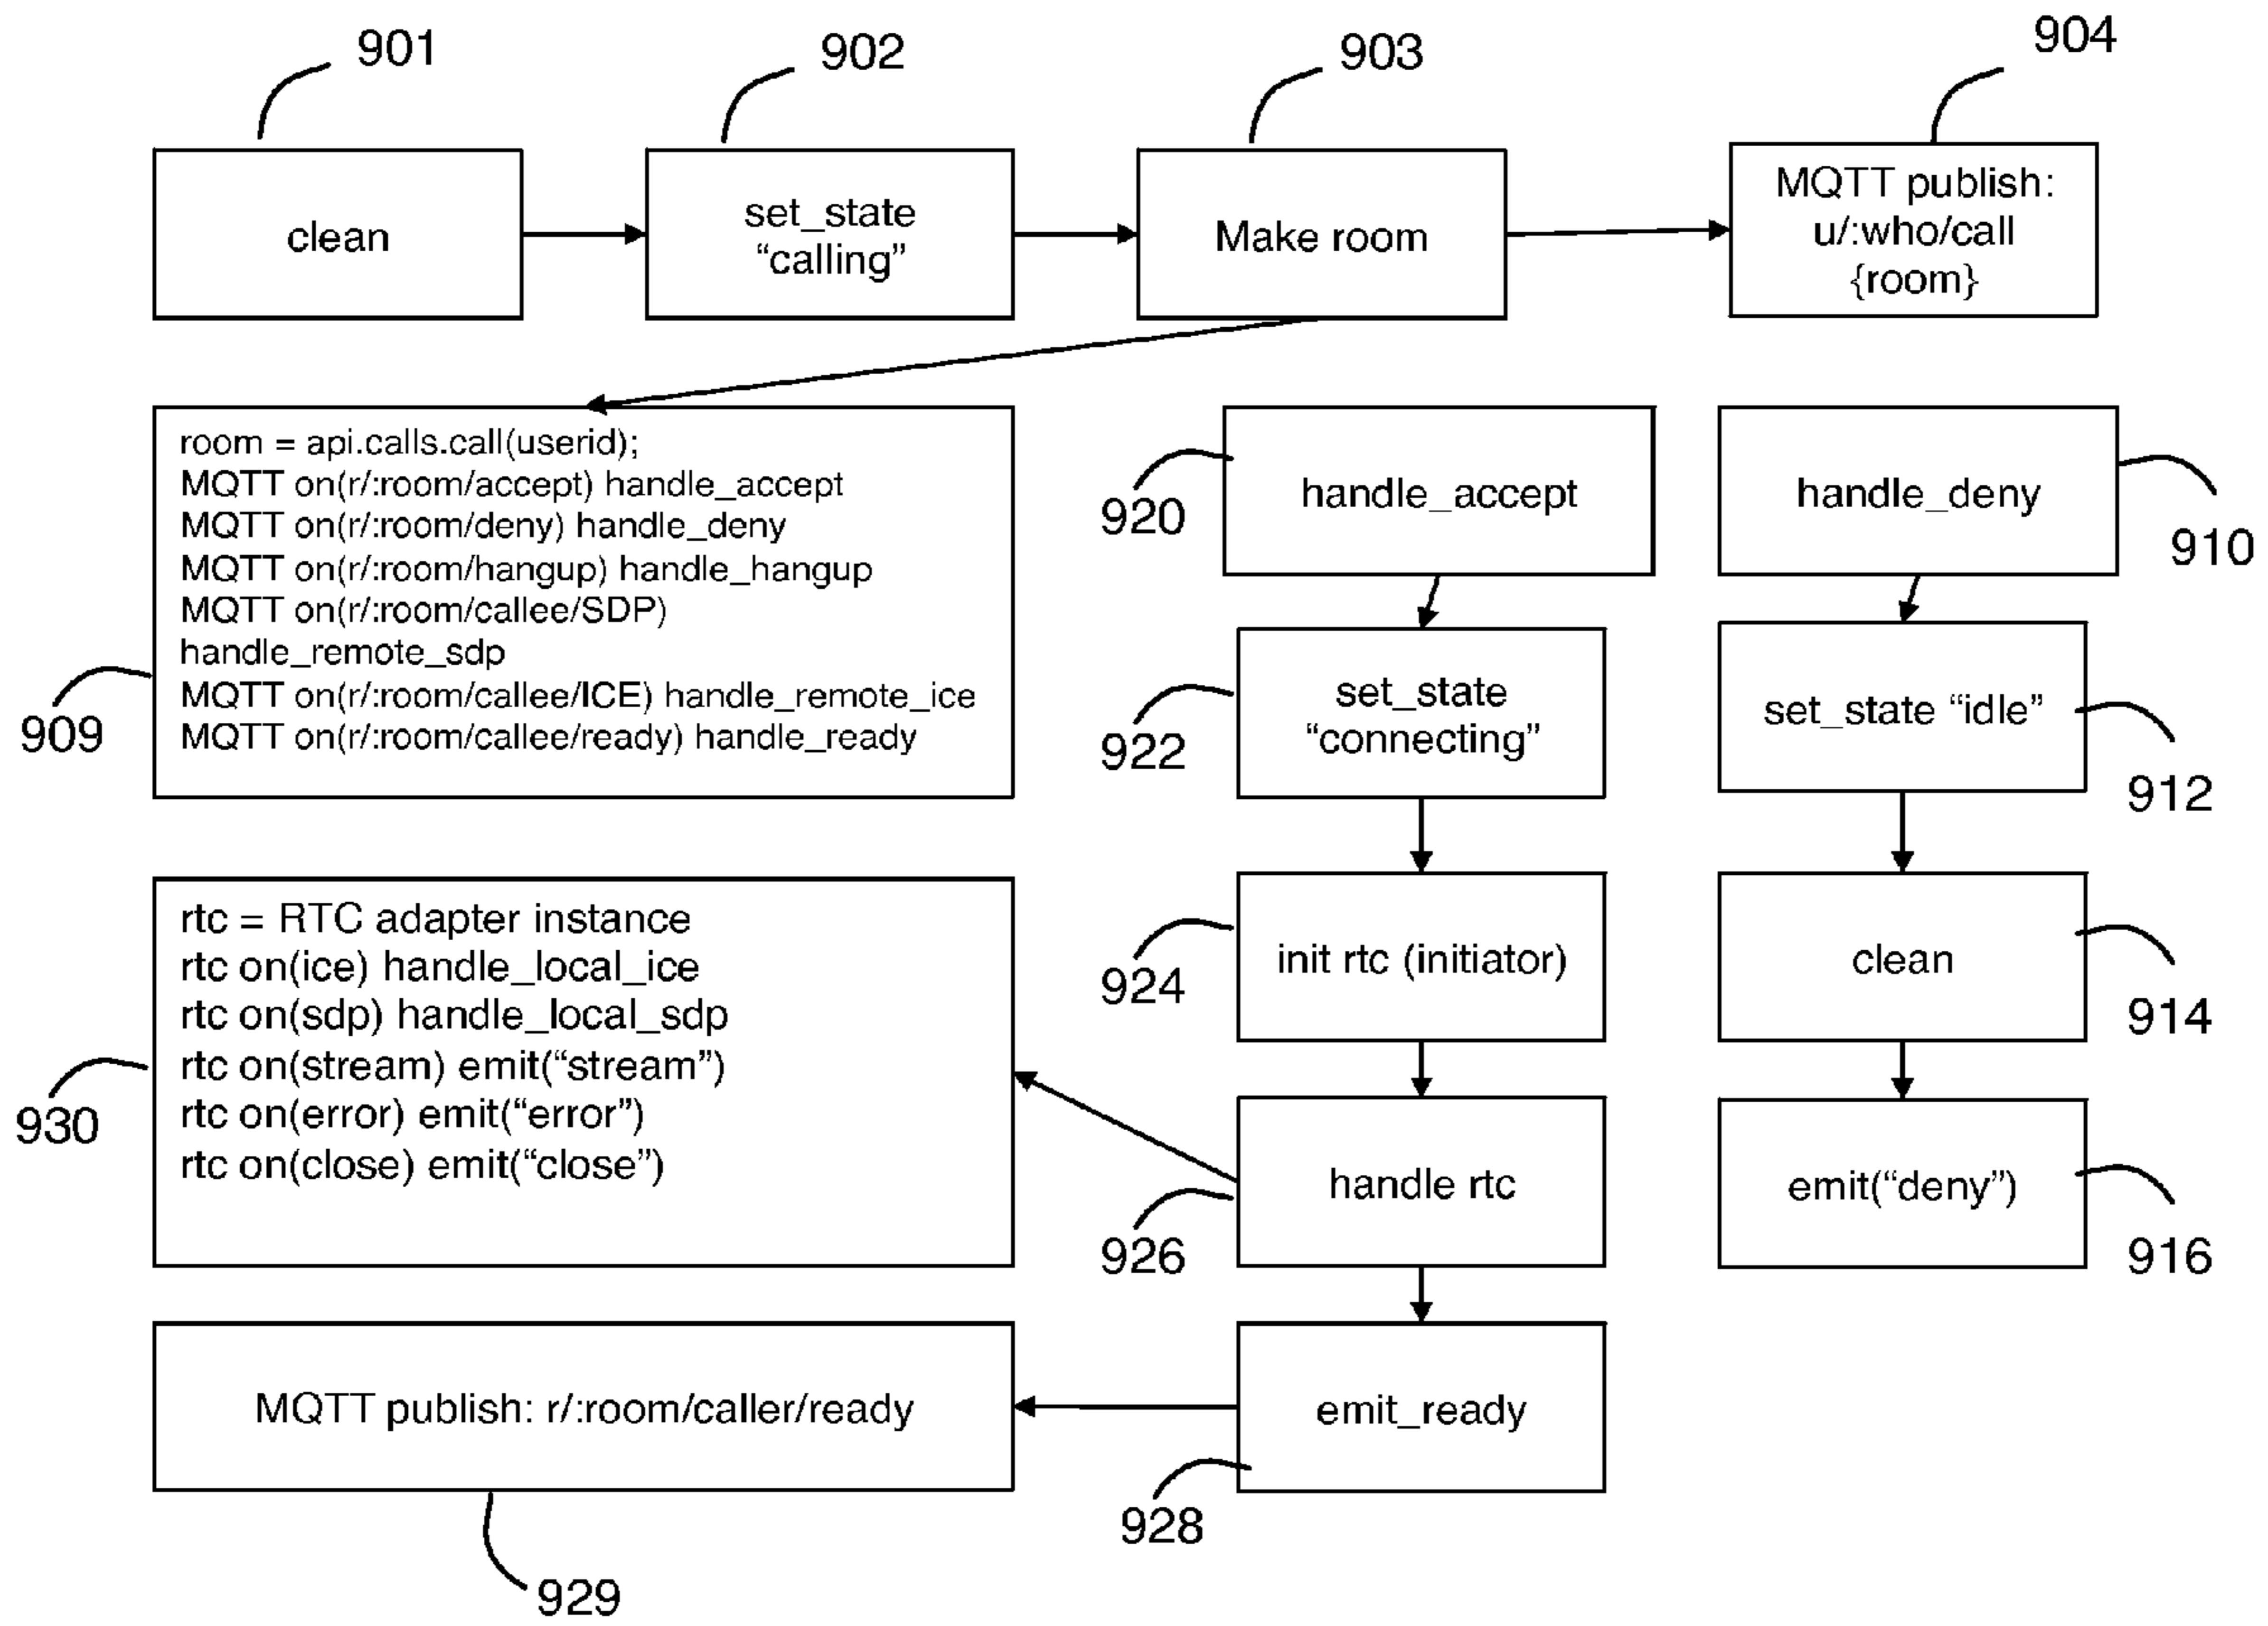 901
902
903
904
clean
set_state
“calling”
Make room
MQTT publish:
u/:who/call
{room}
room = api.calls.call(userid);
MQTT on(r/:room/accept) handle_accept
MQTT on(r/:room/deny) handle_deny
MQTT on(r/:room/hangup) handle_hangup
MQTT on(r/:room/callee/SDP)
handle_remote_sdp
MQTT on(r/:room/callee/ICE) handle_remote_ice
MQTT on(r/:room/callee/ready) handle_ready
909
handle_accept
920
handle_deny
910
set_state
“connecting”
922
set_state “idle”
912
rtc = RTC adapter instance
rtc on(ice) handle_local_ice
rtc on(sdp) handle_local_sdp
rtc on(stream) emit(“stream”)
rtc on(error) emit(“error”)
rtc on(close) emit(“close”)
930
init rtc (initiator)
924
clean
914
handle rtc
926
emit(“deny”)
916
MQTT publish: r/:room/caller/ready
929
emit_ready
928